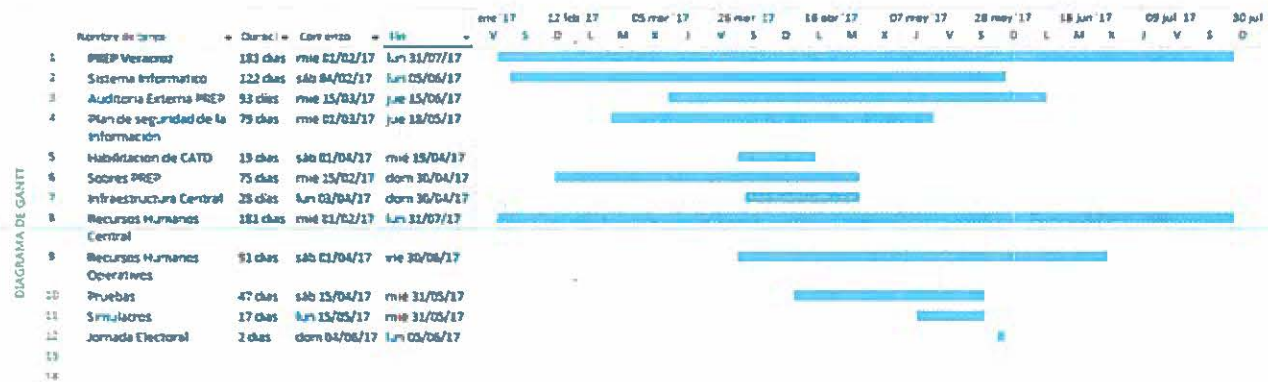 ene '17 12 feb '17 05 mar '17 26 mar '17 16 abr '17 07 may '17 28 may '17 18 jun '17 09 jul '17 30 jul
Nombre de tarea Duraci Comienzo Fin V S D L M X J V S D L M X J V S D L M X J V S D
1 PREP Veracruz 181 días mié 01/02/17 lun 31/07/17
2 Sistema Informatico 122 días sáb 04/02/17 lun 05/06/17
3 Auditoria Externa PREP 93 días mié 15/03/17 jue 15/06/17
4 Plan de seguridad de la 79 días mié 01/03/17 jue 18/05/17
información
5 Habilitacion de CATD 19 días sáb 01/04/17 mié 19/04/17
6 Sobres PREP 75 días mié 15/02/17 dom 30/04/17
7 Infraestructura Central 28 días lun 03/04/17 dom 30/04/17
8 Recursos Humanos 181 días mié 01/02/17 lun 31/07/17
Central
9 Recursos Humanos 91 días sáb 01/04/17 vie 30/06/17
Operativos
10 Pruebas 47 días sáb 15/04/17 mié 31/05/17
11 Simulacros 17 días lun 15/05/17 mié 31/05/17
12 Jornada Electoral 2 días dom 04/06/17 lun 05/06/17
13
14
DIAGRAMA DE GANTT